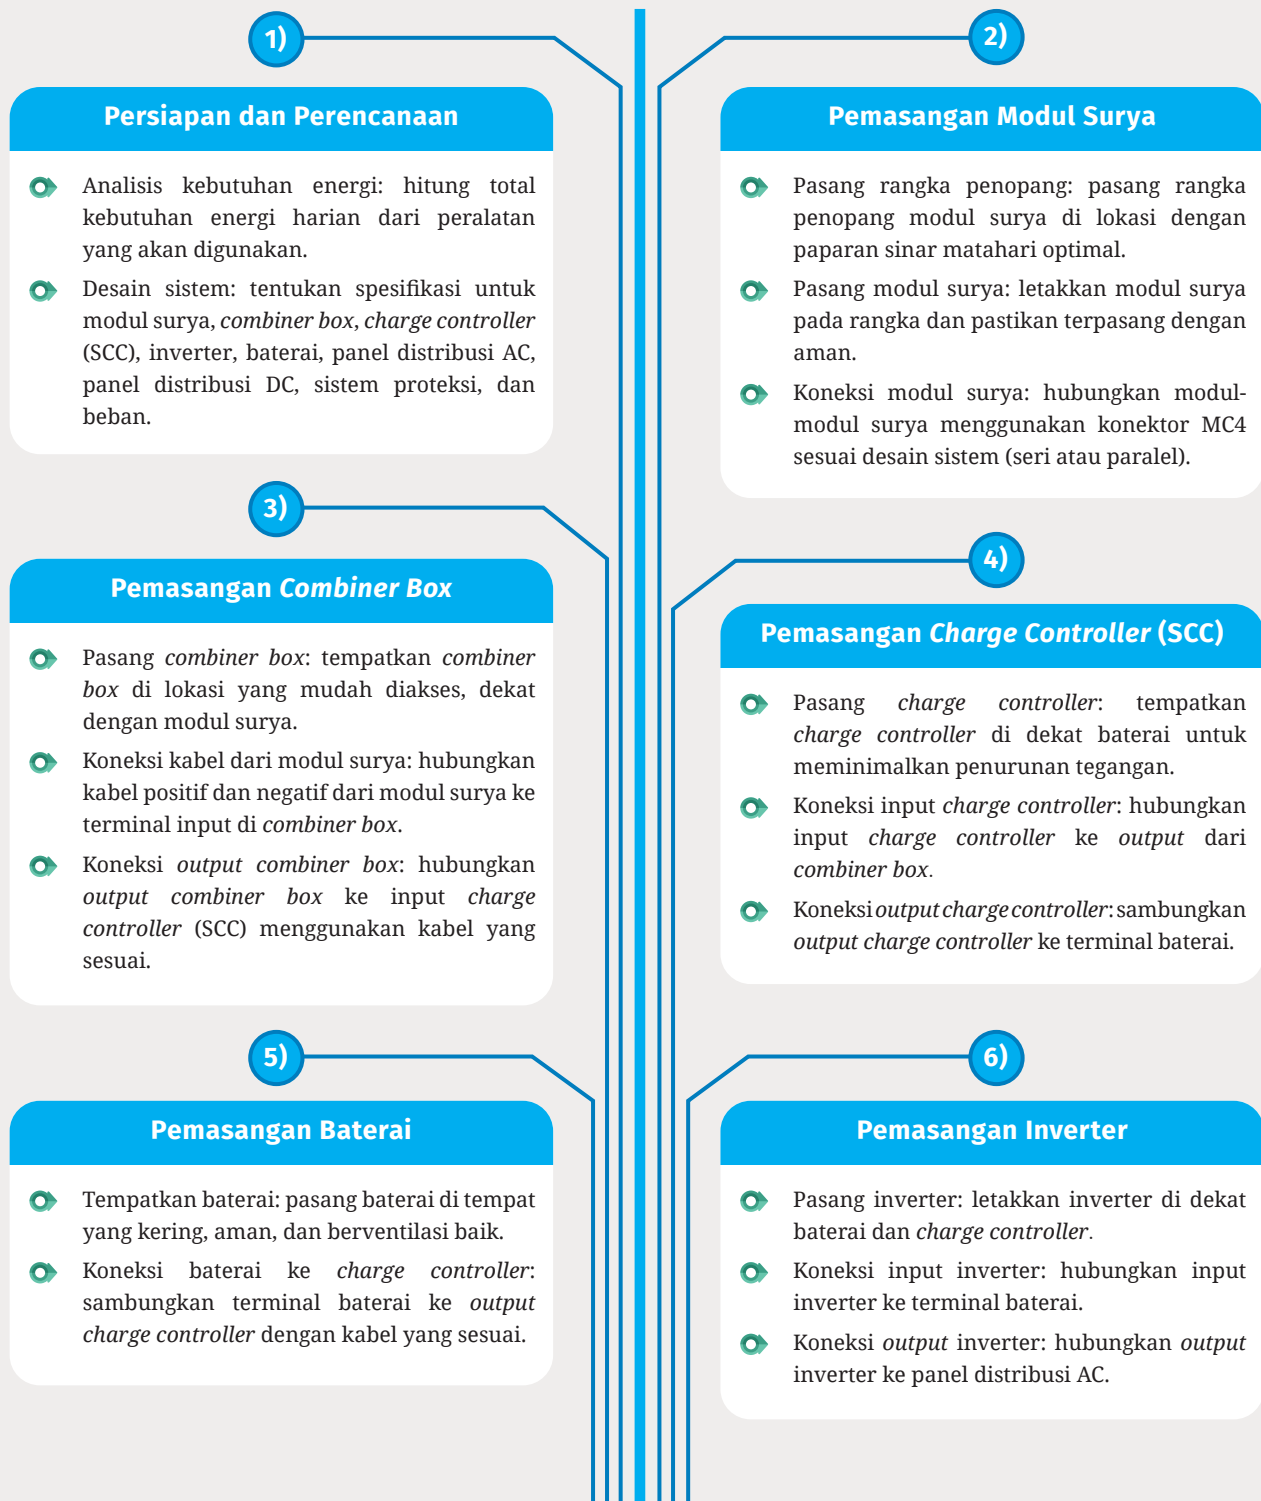 1)
Persiapan dan Perencanaan
Analisis kebutuhan energi: hitung total
kebutuhan energi harian dari peralatan
yang akan digunakan.
Desain sistem: tentukan spesifikasi untuk
modul surya, combiner box, charge controller
(SCC), inverter, baterai, panel distribusi AC,
panel distribusi DC, sistem proteksi, dan
beban.
2)
Pemasangan Modul Surya
Pasang rangka penopang: pasang rangka
penopang modul surya di lokasi dengan
paparan sinar matahari optimal.
Pasang modul surya: letakkan modul surya
pada rangka dan pastikan terpasang dengan
aman.
Koneksi modul surya: hubungkan modul-
modul surya menggunakan konektor MC4
sesuai desain sistem (seri atau paralel).
3)
Pemasangan Combiner Box
Pasang combiner box: tempatkan combiner
box di lokasi yang mudah diakses, dekat
dengan modul surya.
Koneksi kabel dari modul surya: hubungkan
kabel positif dan negatif dari modul surya ke
terminal input di combiner box.
Koneksi output combiner box: hubungkan
output combiner box ke input charge
controller (SCC) menggunakan kabel yang
sesuai.
4)
Pemasangan Charge Controller (SCC)
Pasang charge controller: tempatkan
charge controller di dekat baterai untuk
meminimalkan penurunan tegangan.
Koneksi input charge controller: hubungkan
input charge controller ke output dari
combiner box.
Koneksi output charge controller: sambungkan
output charge controller ke terminal baterai.
5)
Pemasangan Baterai
Tempatkan baterai: pasang baterai di tempat
yang kering, aman, dan berventilasi baik.
Koneksi baterai ke charge controller:
sambungkan terminal baterai ke output
charge controller dengan kabel yang sesuai.
6)
Pemasangan Inverter
Pasang inverter: letakkan inverter di dekat
baterai dan charge controller.
Koneksi input inverter: hubungkan input
inverter ke terminal baterai.
Koneksi output inverter: hubungkan output
inverter ke panel distribusi AC.